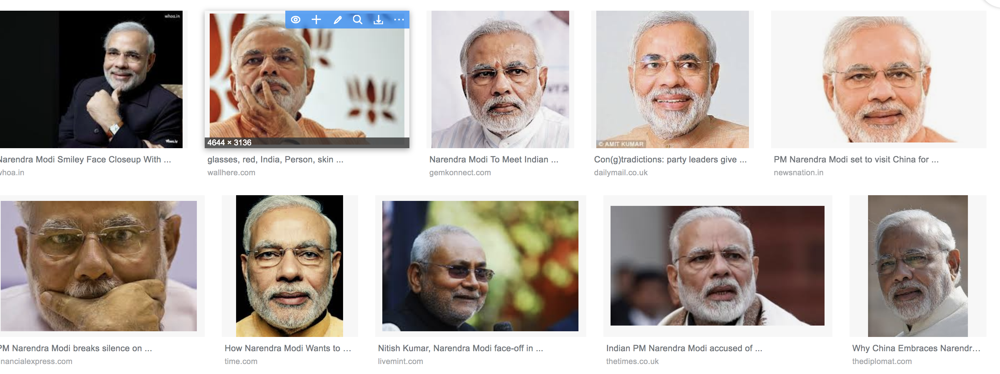 whoa.in
Whoa.in
4644 × 3136
© AMIT KUMAR
vra
le
Narendra Modi Smiley Face Closeup With ...
glasses, red, India, Person, skin ...
Narendra Modi To Meet Indian ...
Con(g)tradictions: party leaders give ...
PM Narendra Modi set to visit China for ...
whoa.in
wallhere.com
gemkonnect.com
dailymail.co.uk
newsnation.in
PM Narendra Modi breaks silence on ...
How Narendra Modi Wants to ...
Nitish Kumar, Narendra Modi face-off in ...
Indian PM Narendra Modi accused of ...
Why China Embraces Narendr...
nancialexpress.com
time.com
livemint.com
thetimes.co.uk
thediplomat.com